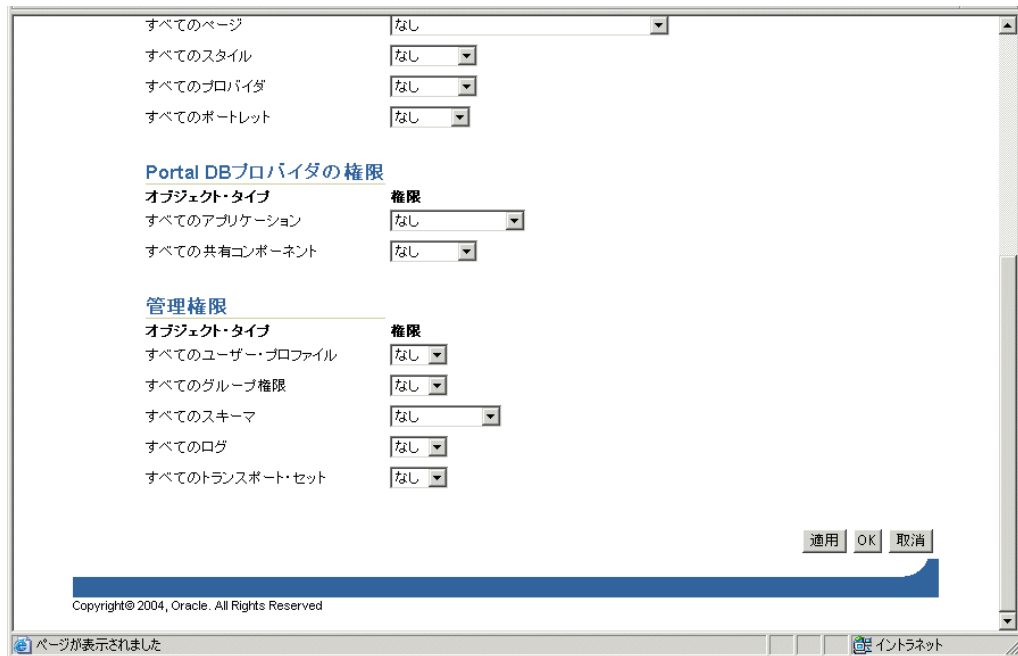 すべてのページ なし
すべてのスタイル なし
すべてのプロバイダ なし
すべてのポートレット なし
Portal DBプロバイダの権限
オブジェクト・タイプ 権限
すべてのアプリケーション なし
すべての共有コンポーネント なし
管理権限
オブジェクト・タイプ 権限
すべてのユーザー・プロファイル なし
すべてのグループ権限 なし
すべてのスキーマ なし
すべてのログ なし
すべてのトランスポート・セット なし
適用 OK 取消
Copyright© 2004, Oracle. All Rights Reserved
ページが表示されました イントラネット